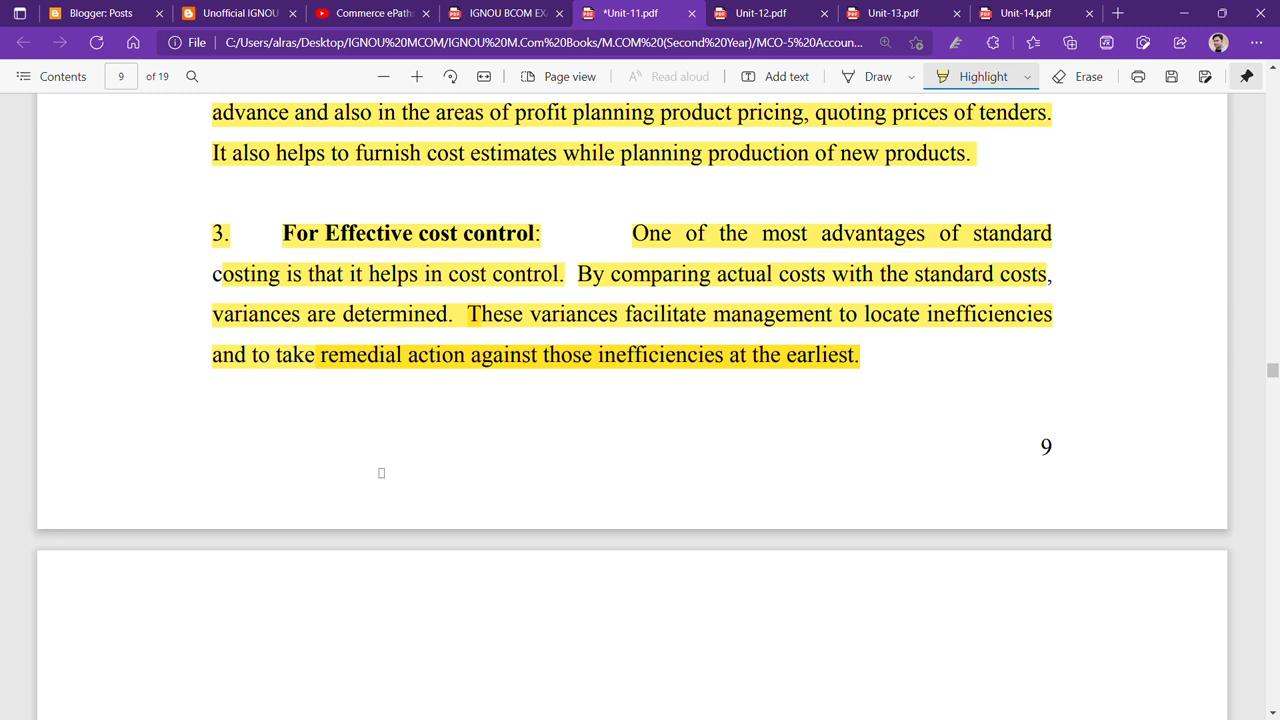 Blogger: Posts
Unofficial IGNOU
Commerce ePath
IGNOU BCOM EXA
*Unit-11.pdf
Unit-12.pdf
Unit-13.pdf
Unit-14.pdf
File
C:/Users/alras/Desktop/IGNOU%20MCOM/IGNOU%20M.Com%20Books/M.COM%20(Second%20Year)/MCO-5%20Accoun...
Contents
9 of 19
Page view
Read aloud
Add text
Draw
Highlight
Erase
advance and also in the areas of profit planning product pricing, quoting prices of tenders.
It also helps to furnish cost estimates while planning production of new products.
3. For Effective cost control: One of the most advantages of standard
costing is that it helps in cost control. By comparing actual costs with the standard costs,
variances are determined. These variances facilitate management to locate inefficiencies
and to take remedial action against those inefficiencies at the earliest.
9